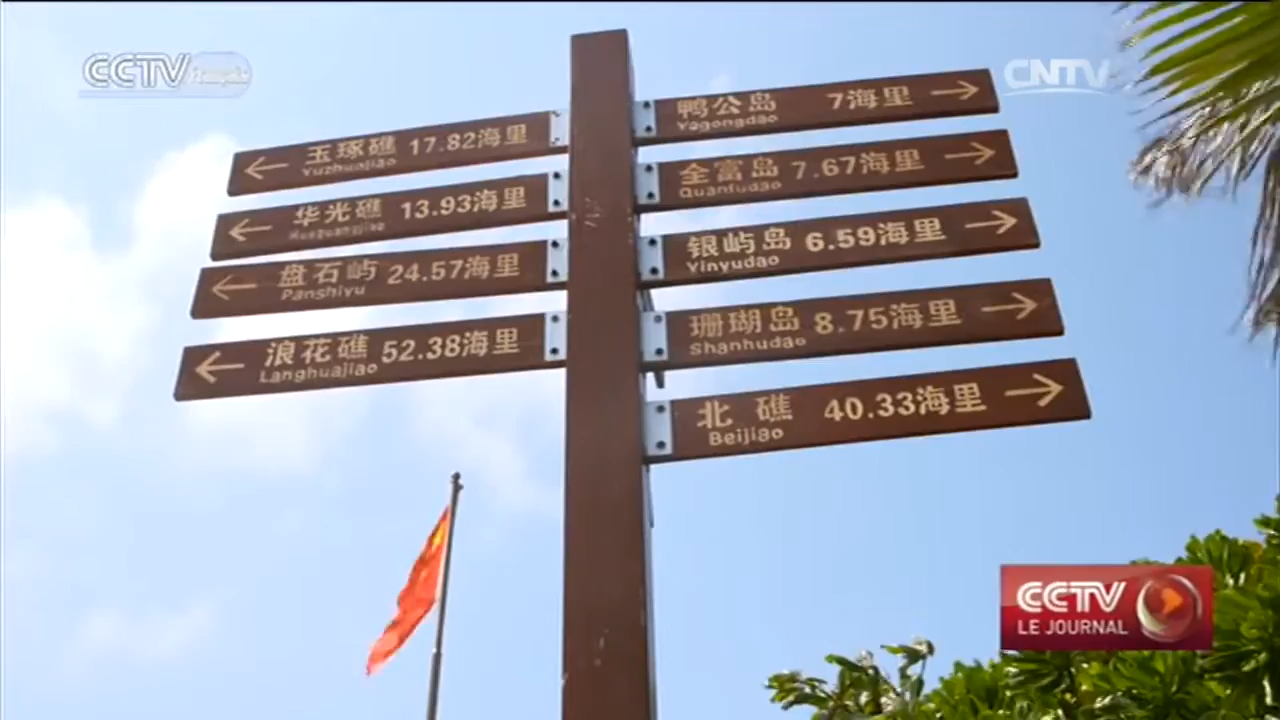 CCTV Français
CNTV
玉琢礁 17.82海里
Yuzhuojiao
华光礁 13.93海里
Huaguangjiao
盘石屿 24.57海里
Panshiyu
浪花礁 52.38海里
Langhuajiao
鸭公岛 7海里
Yagongdao
全富岛 7.67海里
Quanfudao
银屿岛 6.59海里
Yinyudao
珊瑚岛 8.75海里
Shanhudao
北礁 40.33海里
Beijiao
CCTV
LE JOURNAL